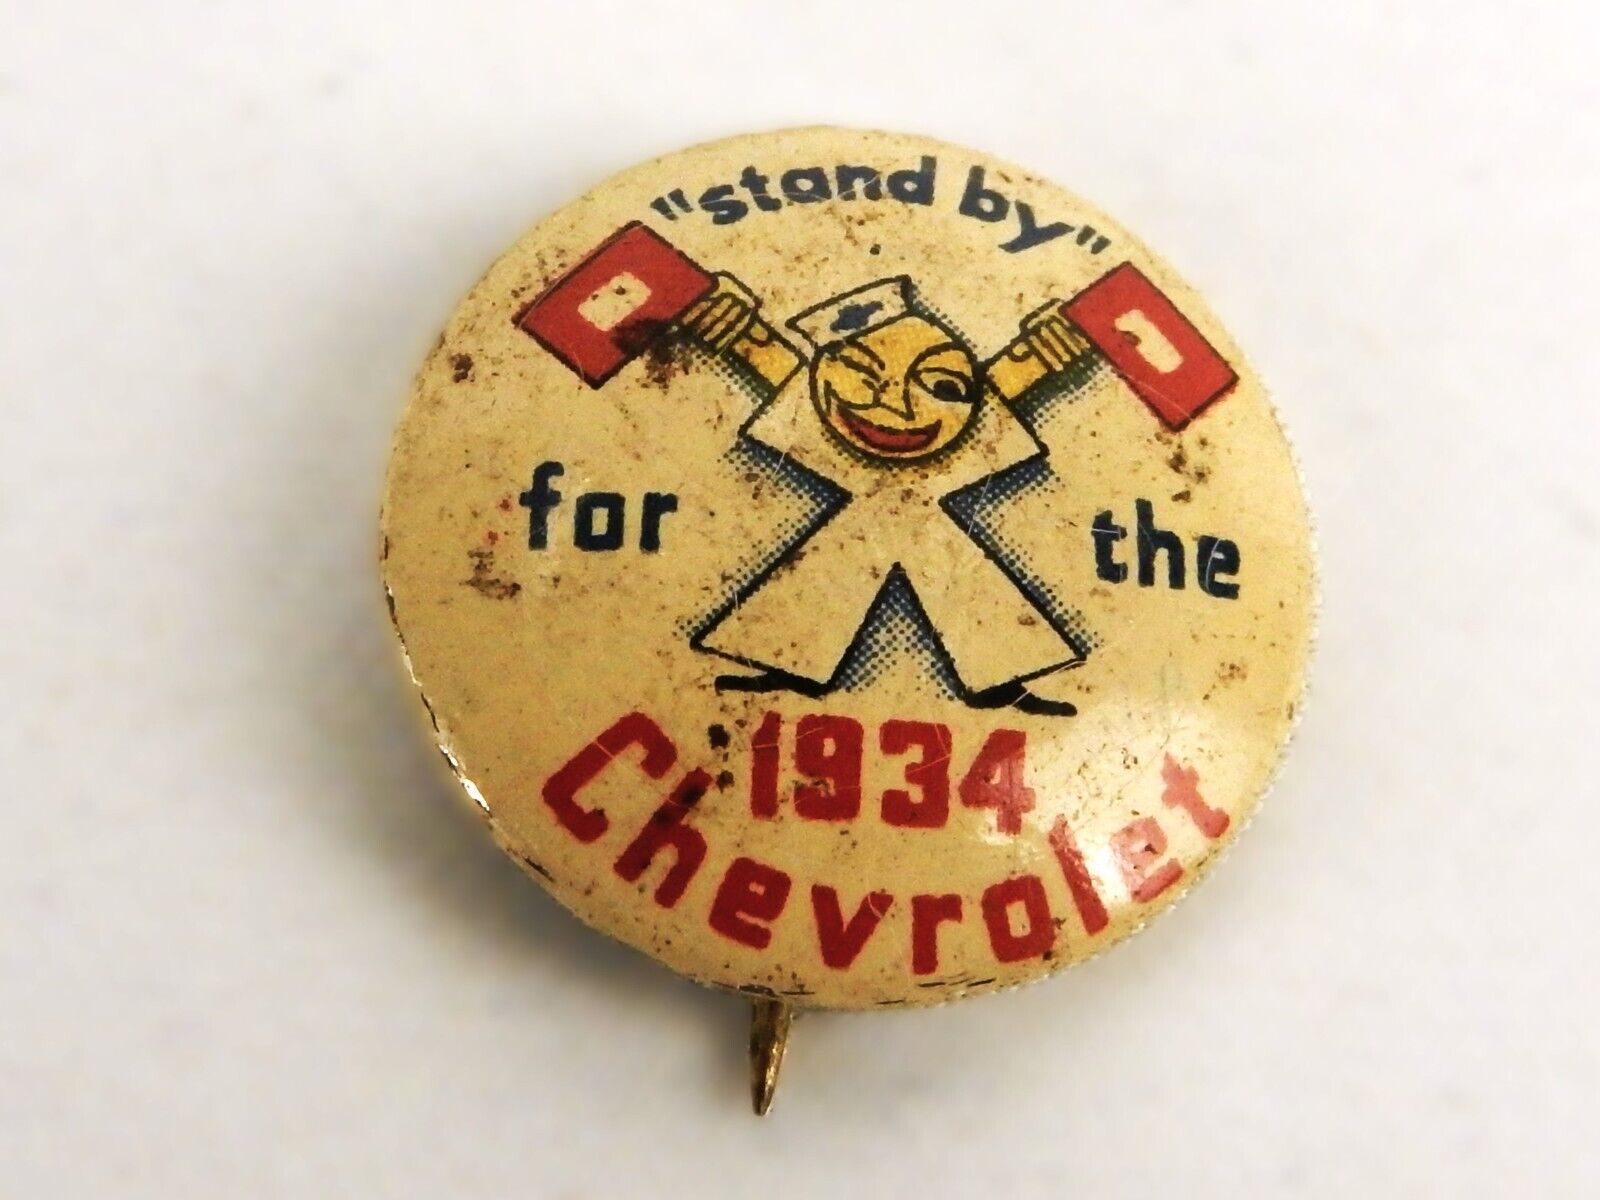 "stand by"
for the
1934
Chevrolet